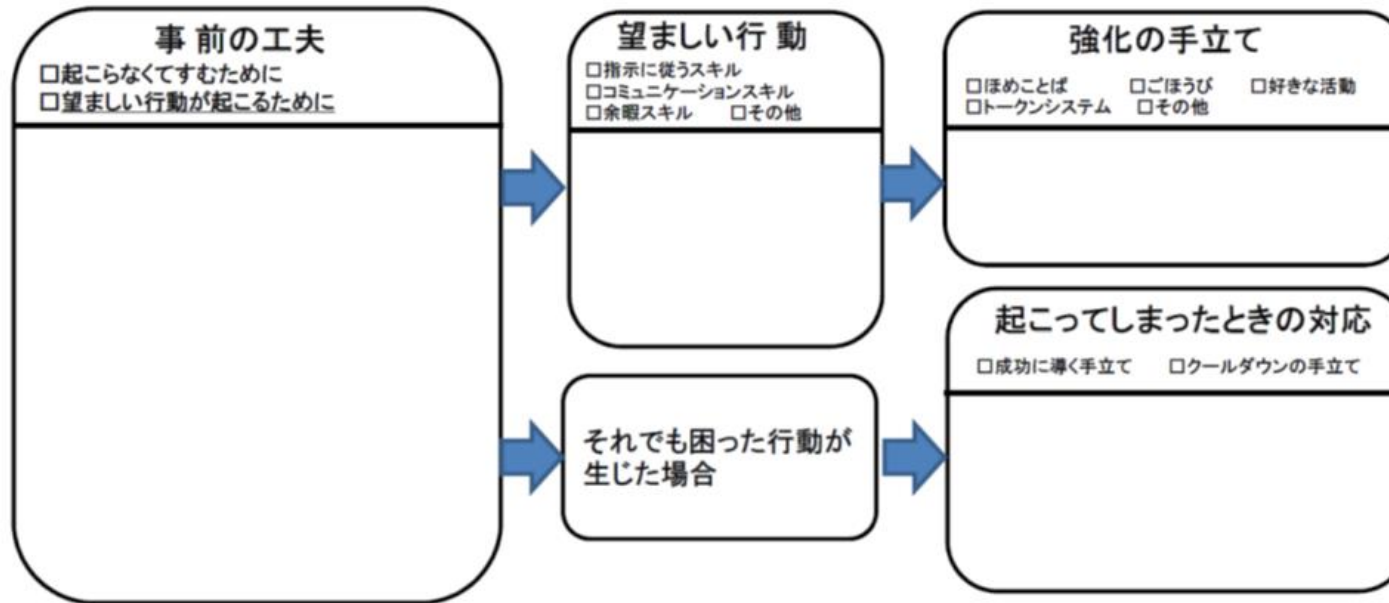 事 前の工夫
□起こらなくてすむために
□望ましい行動が起こるために
望ましい行 動
□指示に従うスキル
□コミュニケーションスキル
□余暇スキル □その他
強化の手立て
□ほめことば □ごほうび □好きな活動
□トークンシステム □その他
それでも困った行動が
生じた場合
起こってしまったときの対応
□成功に導く手立て □クールダウンの手立て